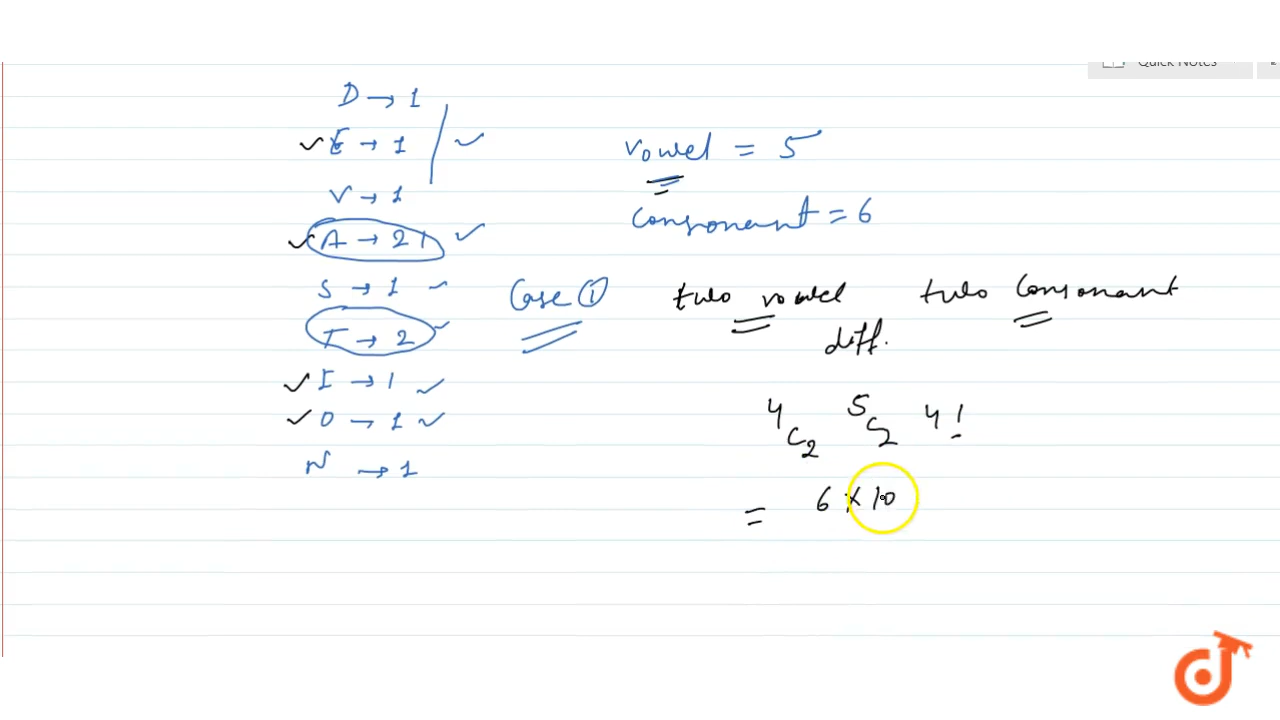 Quick Notes
D → 1
✓ E → 1 ✓
V → 1
✓ A → 2 ✓
S → 1 ✓
T → 2 ✓
✓ I → 1 ✓
✓ O → 1 ✓
N → 1
vowel = 5
Component = 6
Case ① two vowel two Consonant
diff.
4C2 5C2 4!
= 6 × 10